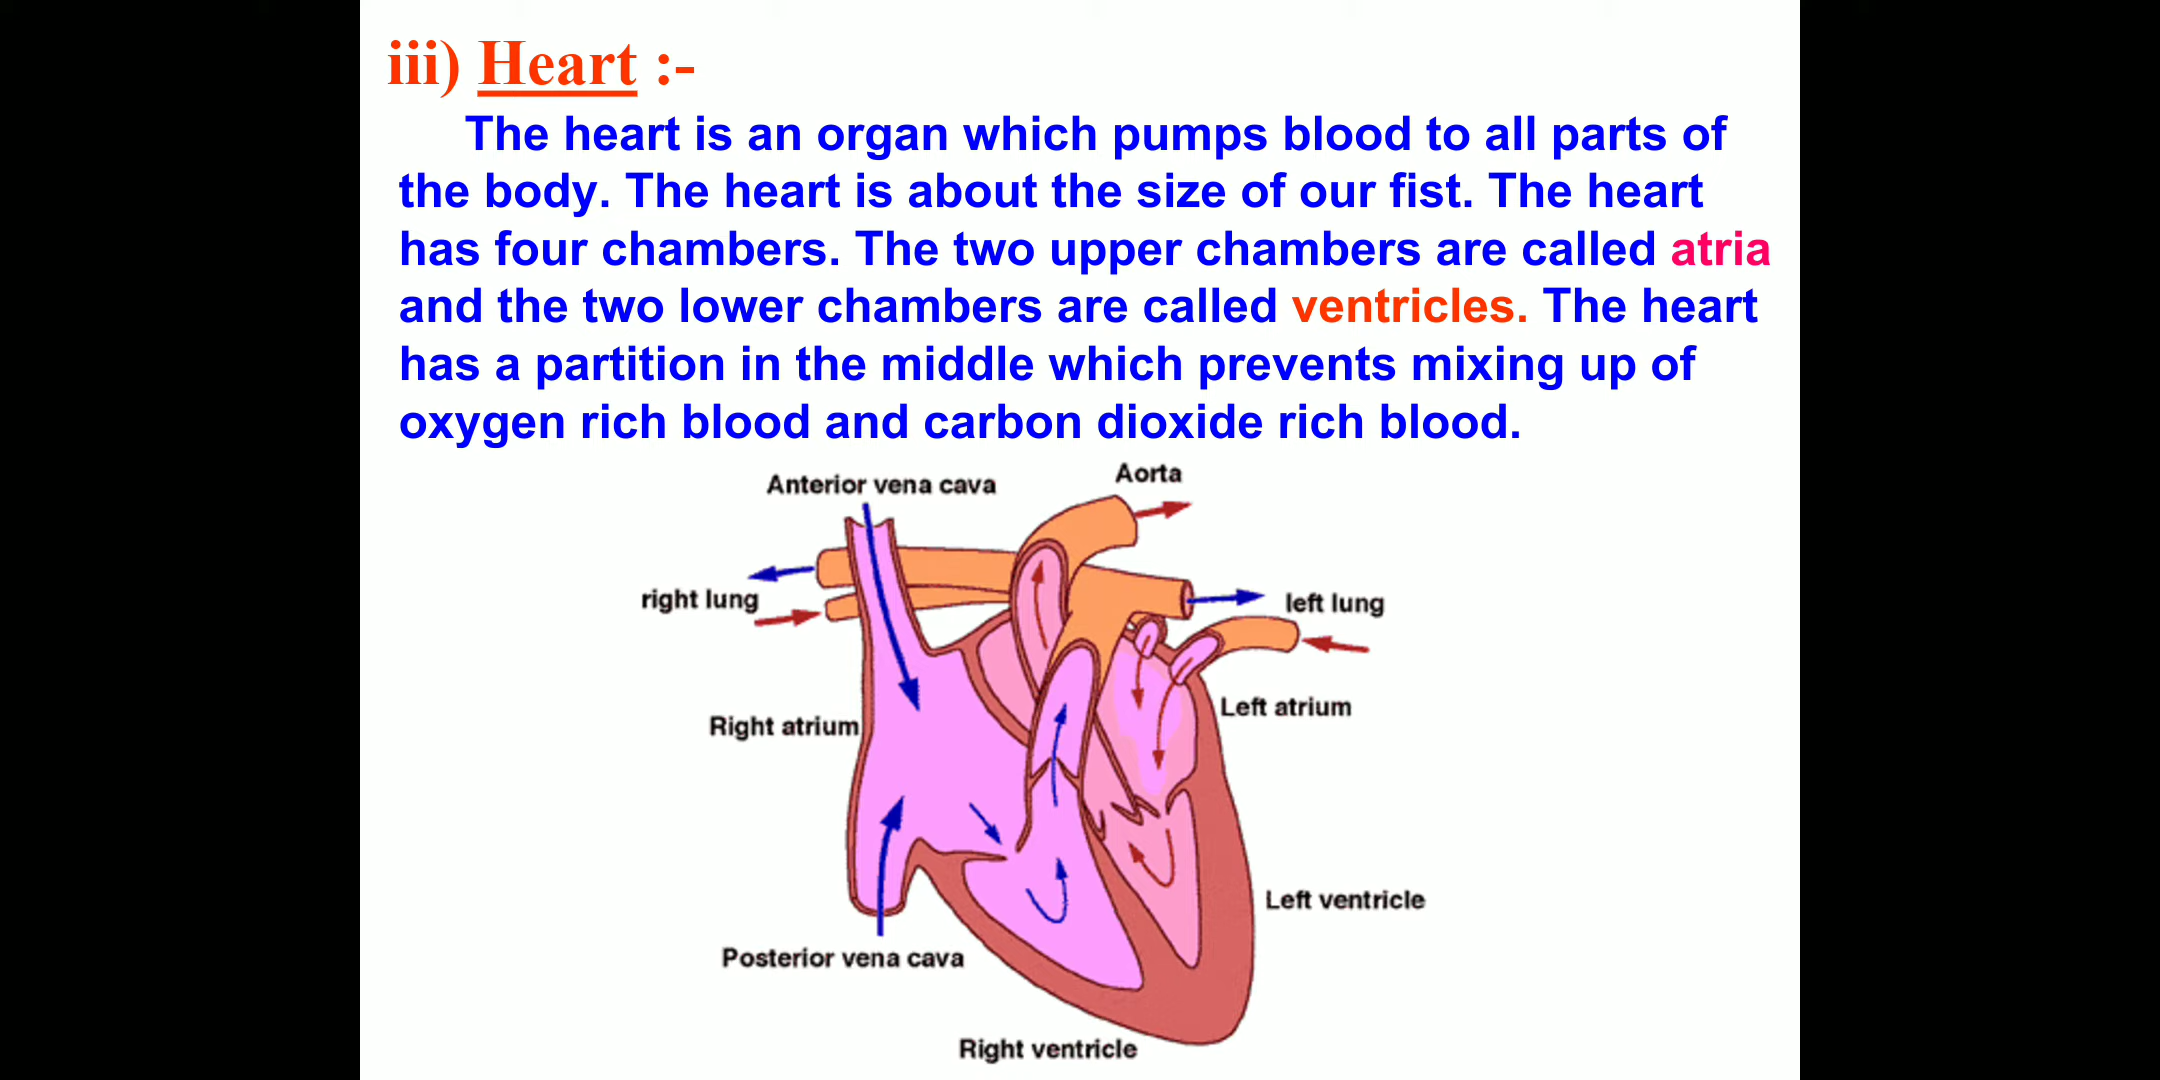 iii) Heart :-
The heart is an organ which pumps blood to all parts of
the body. The heart is about the size of our fist. The heart
has four chambers. The two upper chambers are called atria
and the two lower chambers are called ventricles. The heart
has a partition in the middle which prevents mixing up of
oxygen rich blood and carbon dioxide rich blood.
Aorta
Anterior vena cava
right lung
left lung
Left atrium
Right atrium
Left ventricle
Posterior vena cava
Right ventricle